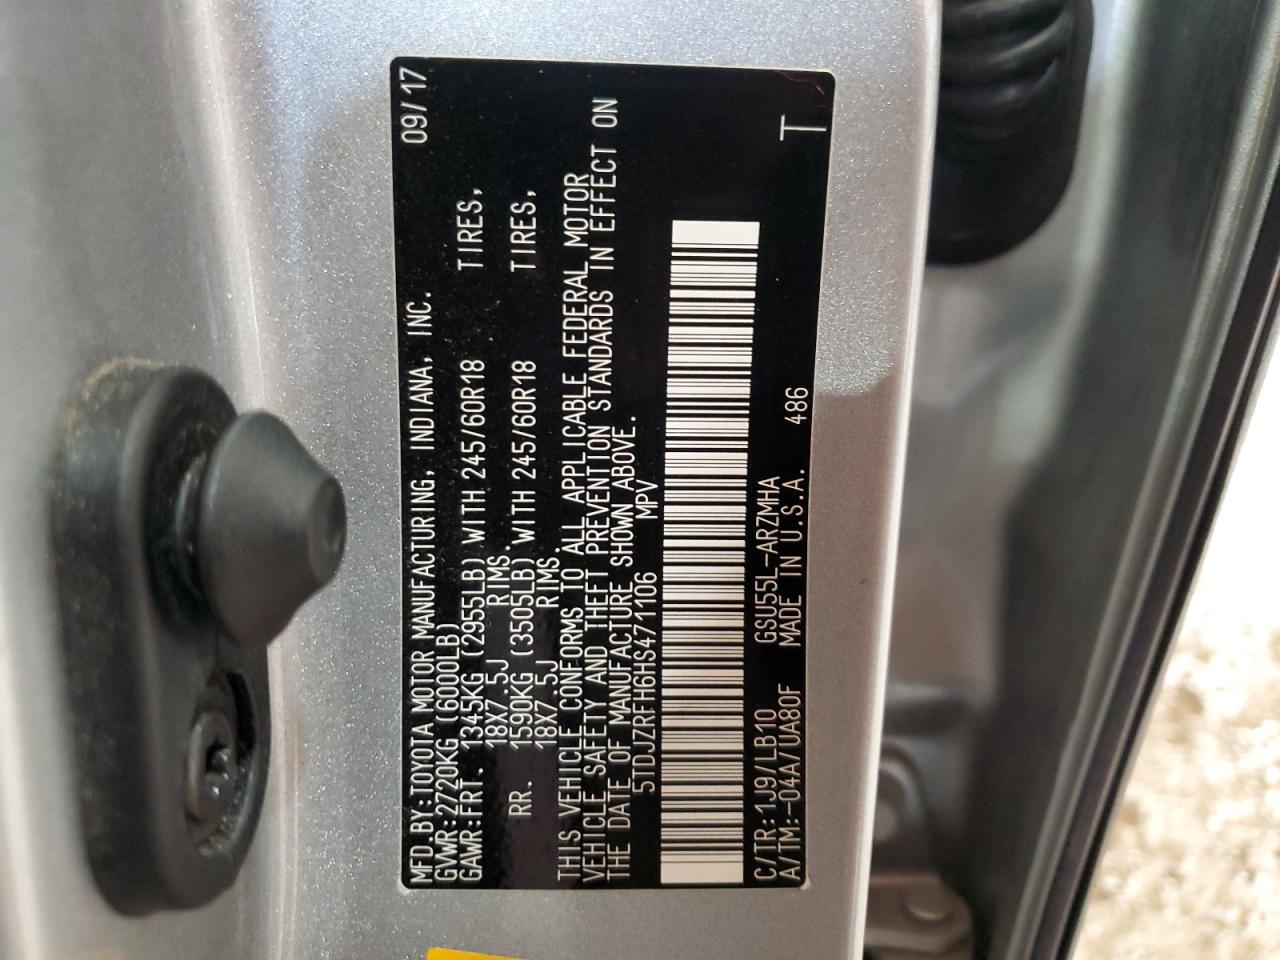 MFD.BY:TOYOTA MOTOR MANUFACTURING, INDIANA, INC. 09/17
GVWR:2720KG (6000LB)
GAWR:FRT. 1345KG (2955LB) WITH 245/60R18 TIRES,
18X7.5J RIMS.
RR. 1590KG (3505LB) WITH 245/60R18 TIRES,
18X7.5J RIMS.
THIS VEHICLE CONFORMS TO ALL APPLICABLE FEDERAL MOTOR
VEHICLE SAFETY AND THEFT PREVENTION STANDARDS IN EFFECT ON
THE DATE OF MANUFACTURE SHOWN ABOVE.
5TDJZRFH6HS471106 MPV
C/TR:1J9/LB10 GSU55L-ARZMHA
A/TM:-04A/UA80F MADE IN U.S.A. 486
T